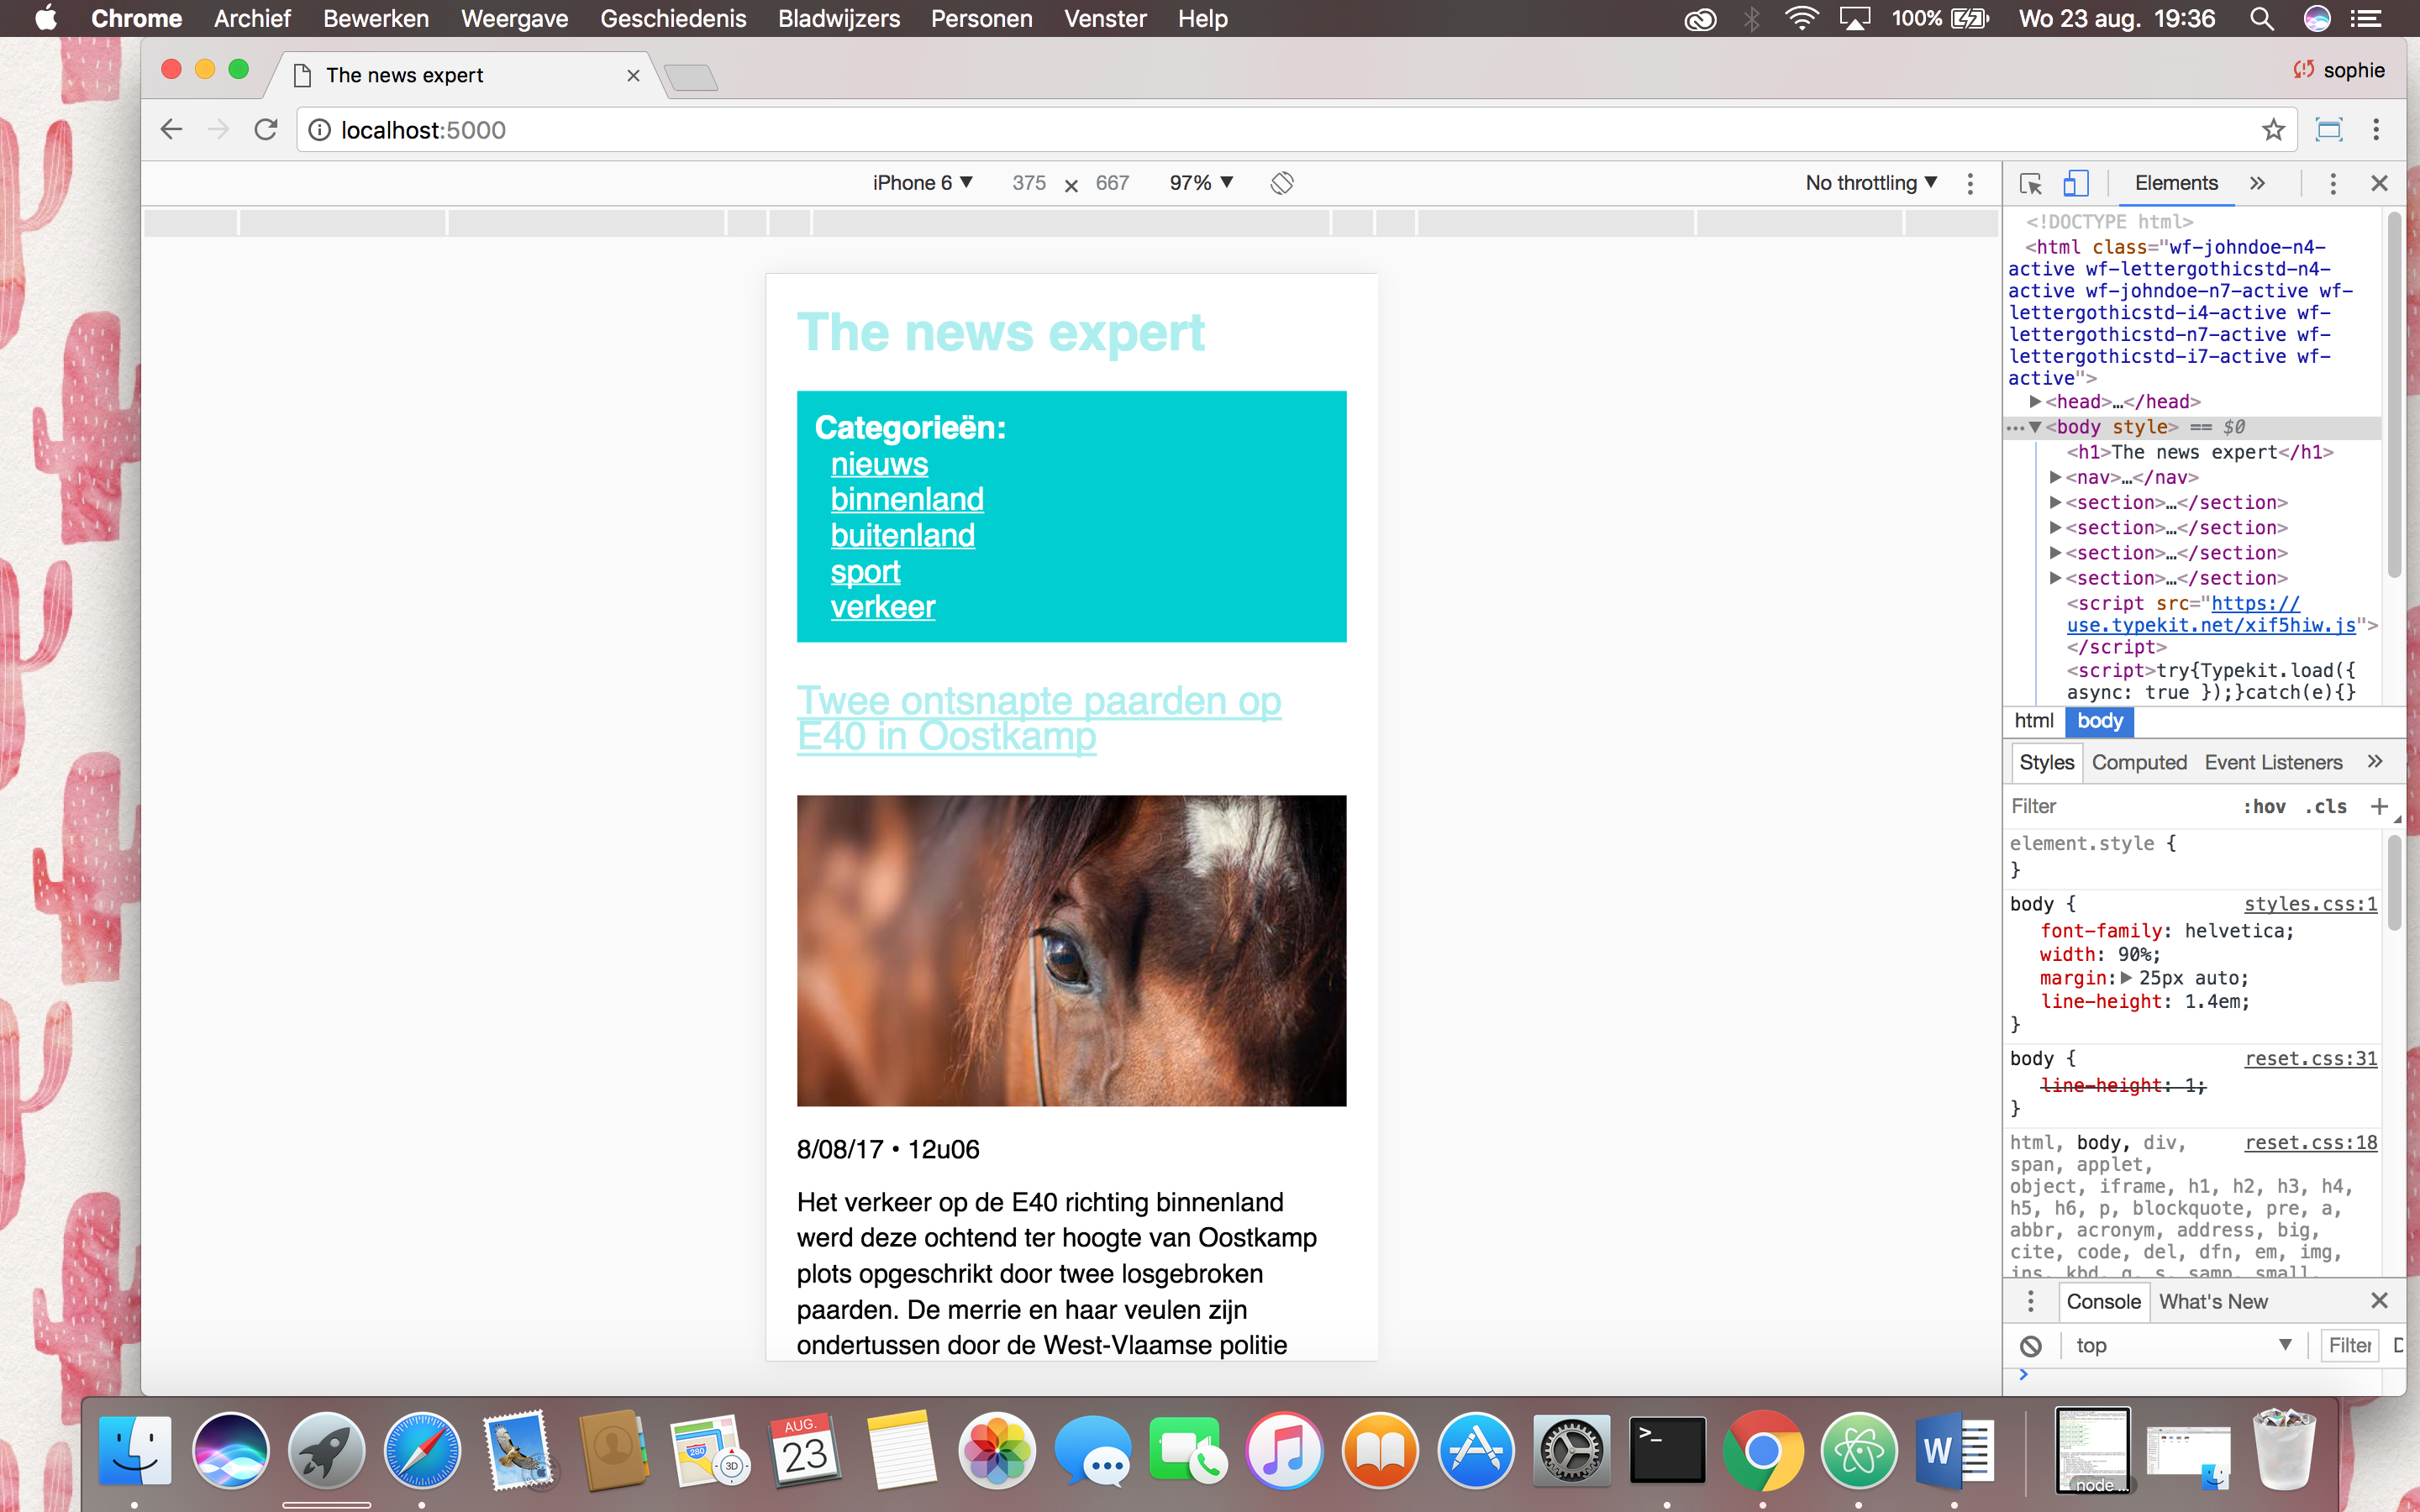 Chrome Archief Bewerken Weergave Geschiedenis Bladwijzers Personen Venster Help 100% Wo 23 aug. 19:36
The news expert sophie
localhost:5000
iPhone 6 ▼ 375 × 667 97% ▼ No throttling ▼
The news expert
Categorieën:
nieuws
binnenland
buitenland
sport
verkeer
Twee ontsnapte paarden op
E40 in Oostkamp
8/08/17 • 12u06
Het verkeer op de E40 richting binnenland
werd deze ochtend ter hoogte van Oostkamp
plots opgeschrikt door twee losgebroken
paarden. De merrie en haar veulen zijn
ondertussen door de West-Vlaamse politie
Elements »
<!DOCTYPE html>
<html class="wf-johndoe-n4-
active wf-lettergothicstd-n4-
active wf-johndoe-n7-active wf-
lettergothicstd-i4-active wf-
lettergothicstd-n7-active wf-
lettergothicstd-i7-active wf-
active">
▶<head>…</head>
…▼<body style> == $0
<h1>The news expert</h1>
▶<nav>…</nav>
▶<section>…</section>
▶<section>…</section>
▶<section>…</section>
▶<section>…</section>
<script src="https://
use.typekit.net/xif5hiw.js">
</script>
<script>try{Typekit.load({
async: true });}catch(e){}
html body
Styles Computed Event Listeners »
Filter :hov .cls +
element.style {
}
body { styles.css:1
font-family: helvetica;
width: 90%;
margin:▶25px auto;
line-height: 1.4em;
}
body { reset.css:31
line-height: 1;
}
html, body, div, reset.css:18
span, applet,
object, iframe, h1, h2, h3, h4,
h5, h6, p, blockquote, pre, a,
abbr, acronym, address, big,
cite, code, del, dfn, em, img,
ins, kbd, q, s, samp, small,
Console What's New
top ▼ Filter D
>
280
3D
AUG.
23
>_
W
node ...